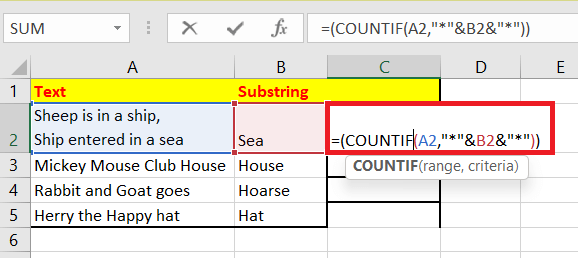 SUM
=(COUNTIF(A2,"*"&B2&"*"))
A B C D E
1 Text Substring
Sheep is in a ship,
2 Ship entered in a sea Sea =(COUNTIF(A2,"*"&B2&"*"))
3 Mickey Mouse Club House House
COUNTIF(range, criteria)
4 Rabbit and Goat goes Hoarse
5 Herry the Happy hat Hat
6
fx